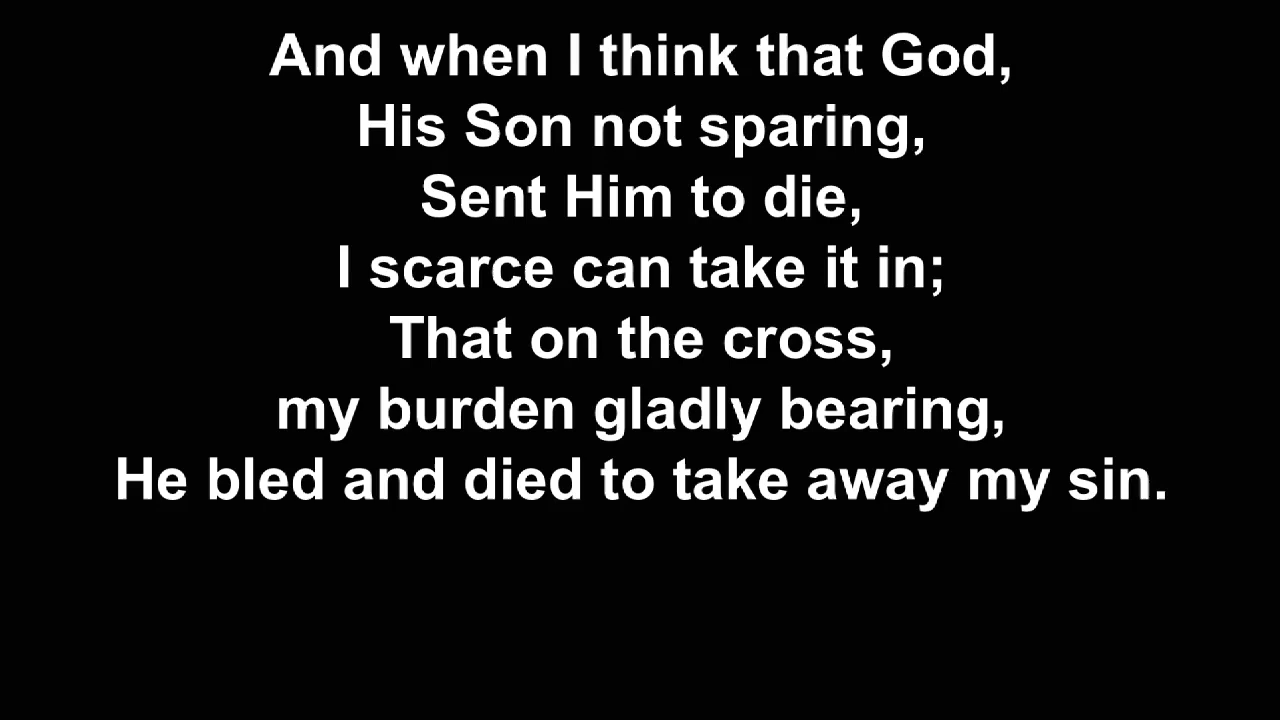 And when I think that God,
His Son not sparing,
Sent Him to die,
I scarce can take it in;
That on the cross,
my burden gladly bearing,
He bled and died to take away my sin.